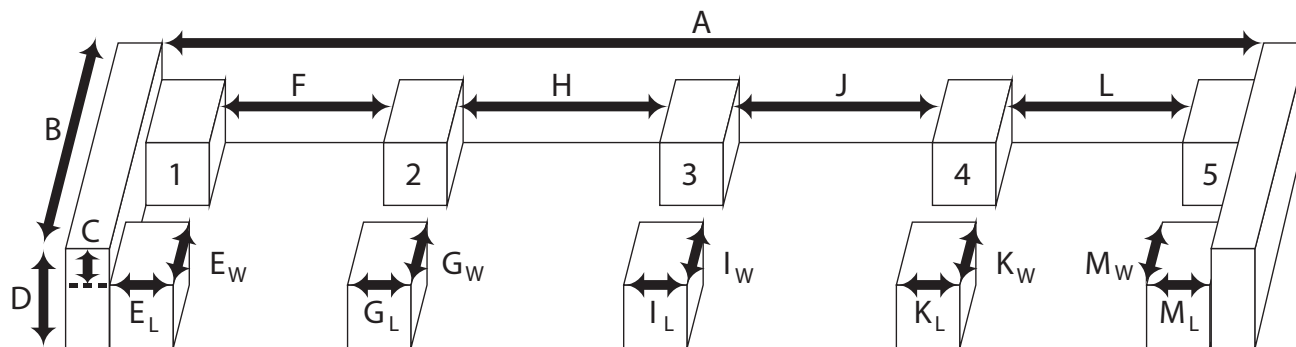 A
F H J L
B
1 2 3 4 5
C
E_W G_W I_W K_W M_W
D
E_L G_L I_L K_L M_L